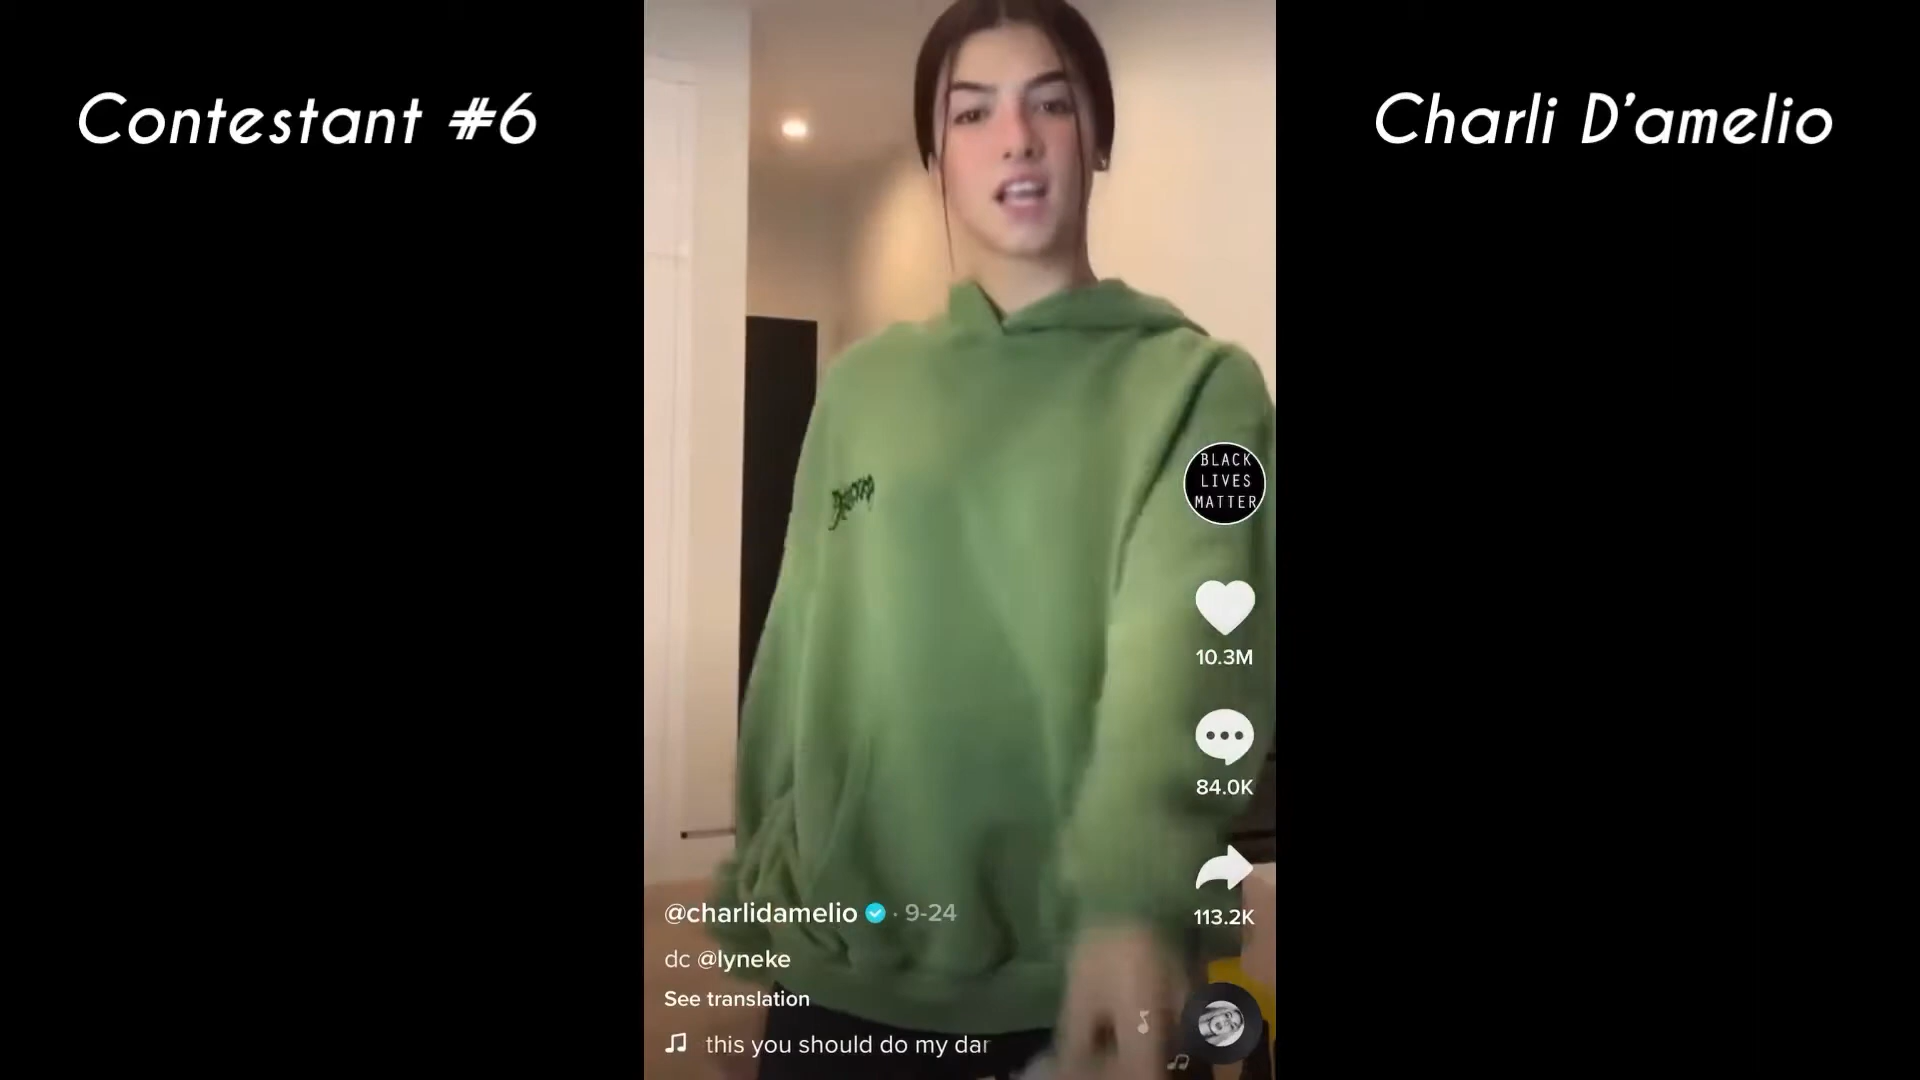 Contestant #6
Charli D'amelio
BLACK
LIVES
MATTER
10.3M
84.0K
113.2K
@charlidamelio · 9-24
dc @lyneke
See translation
this you should do my dar